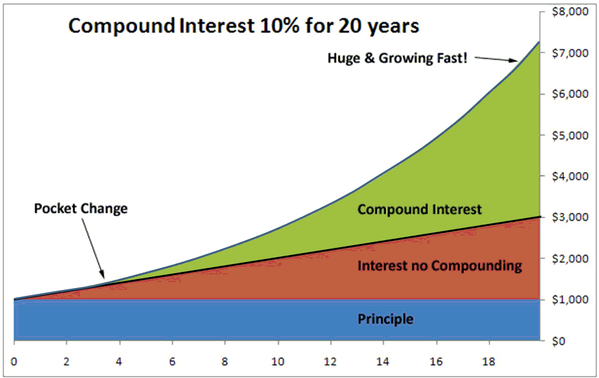 Compound Interest 10% for 20 years
$8,000
Huge & Growing Fast!
$7,000
$6,000
$5,000
$4,000
Pocket Change
Compound Interest
$3,000
Interest no Compounding
$2,000
$1,000
Principle
$0
0 2 4 6 8 10 12 14 16 18